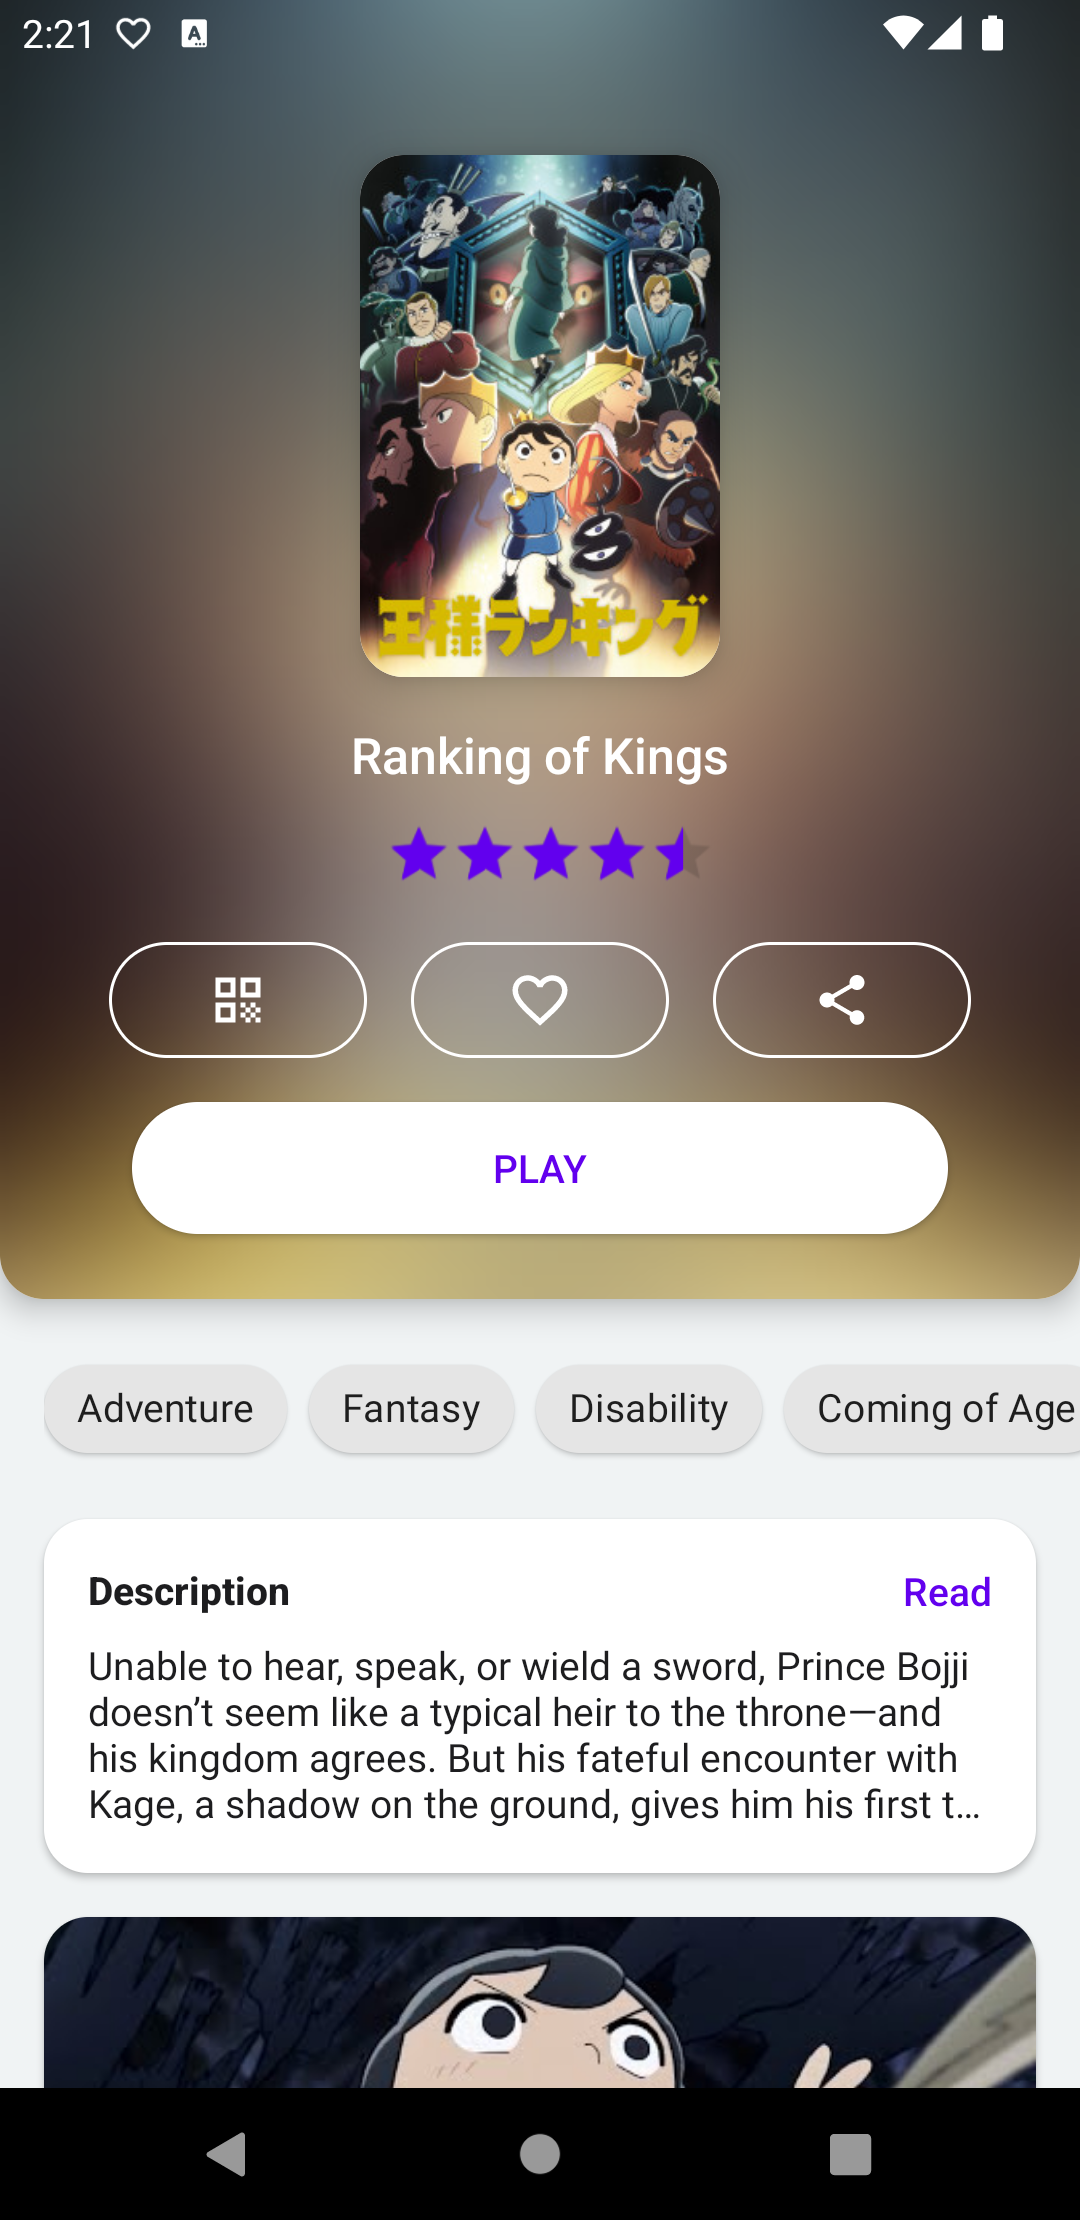 2:21
A
王様ランキング
Ranking of Kings
PLAY
Adventure
Fantasy
Disability
Coming of Age
Description
Read
Unable to hear, speak, or wield a sword, Prince Bojji
doesn’t seem like a typical heir to the throne—and
his kingdom agrees. But his fateful encounter with
Kage, a shadow on the ground, gives him his first t…